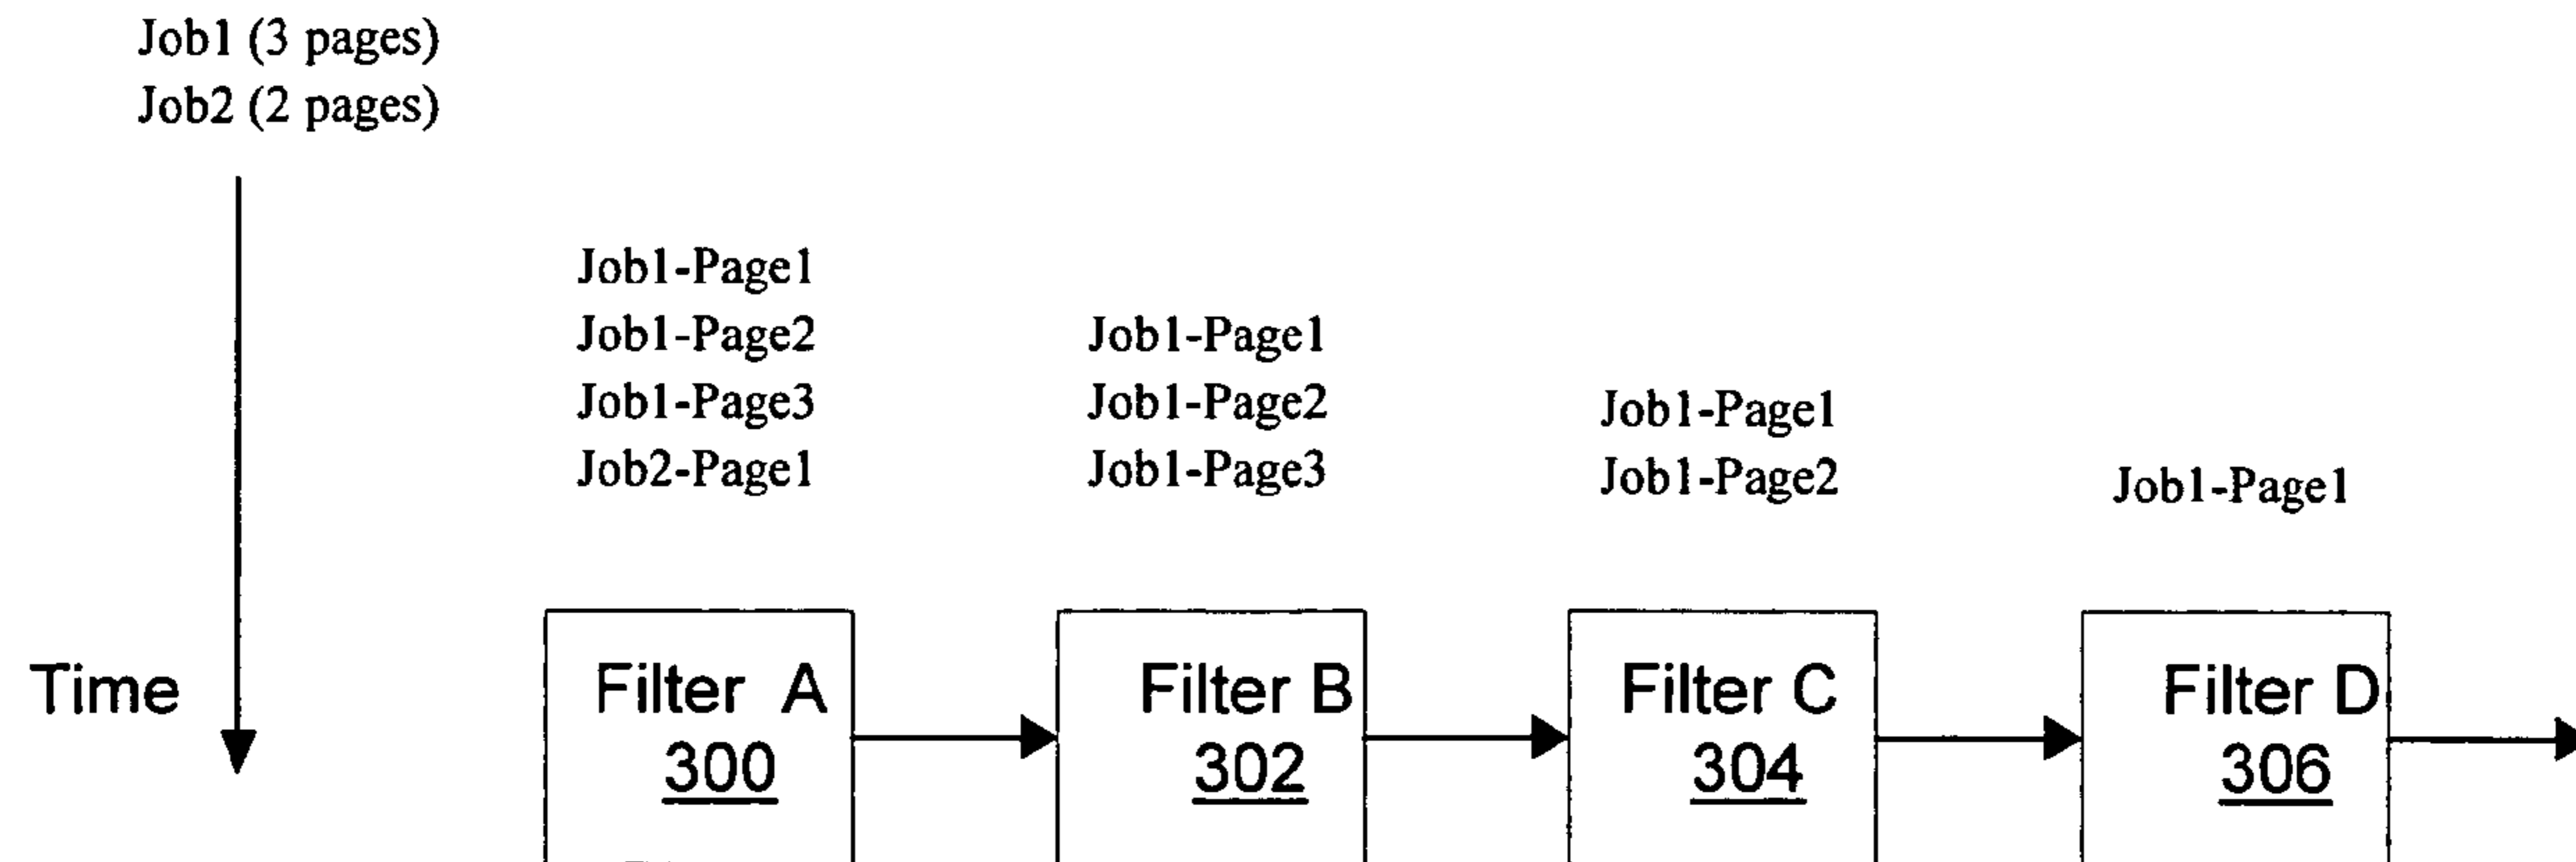 Job1 (3 pages)
Job2 (2 pages)
Job1-Page1
Job1-Page2
Job1-Page3
Job2-Page1
Job1-Page1
Job1-Page2
Job1-Page3
Job1-Page1
Job1-Page2
Job1-Page1
Time
Filter A
300
Filter B
302
Filter C
304
Filter D
306